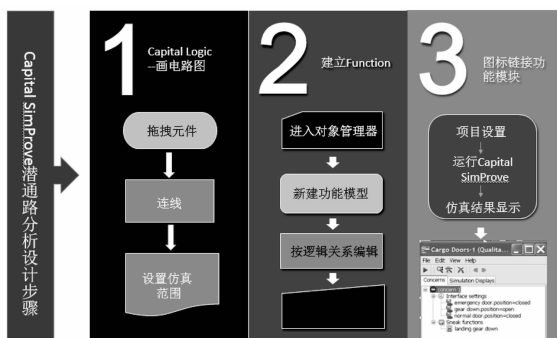 Capital SimProve潜通路分析设计步骤
1
Capital Logic
--画电路图
拖拽元件
连线
设置仿真
范围
2
建立Function
进入对象管理器
新建功能模型
按逻辑关系编辑
3
图标链接功
能模块
项目设置
运行Capital
SimProve
仿真结果显示
Cargo Doors-1 (Qualita...
File Edit View Help
Concerns Simulation Displays
concern 1
Interface settings
emergency door.position=closed
gear down.position=open
normal door.position=closed
Sneak functions
landing gear down